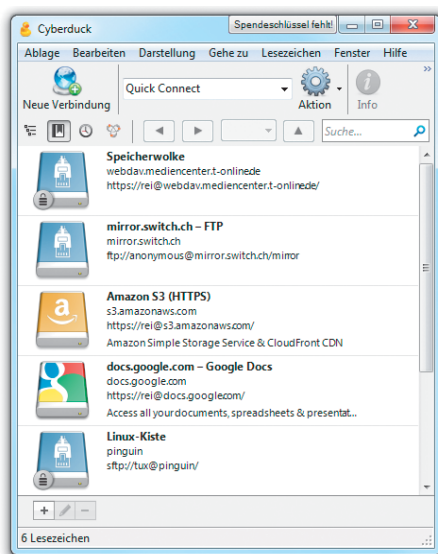 Cyberduck
Spendeschlüssel fehlt!
Ablage Bearbeiten Darstellung Gehe zu Lesezeichen Fenster Hilfe
Neue Verbindung
Quick Connect
Aktion
Info
Suche...
Speicherwolke
webdav.mediencenter.t-online.de
https://rei@webdav.mediencenter.t-online.de/
mirror.switch.ch – FTP
mirror.switch.ch
ftp://anonymous@mirror.switch.ch/mirror
Amazon S3 (HTTPS)
s3.amazonaws.com
https://rei@s3.amazonaws.com/
Amazon Simple Storage Service & CloudFront CDN
docs.google.com – Google Docs
docs.google.com
https://rei@docs.google.com/
Access all your documents, spreadsheets & presentat...
Linux-Kiste
pinguin
sftp://tux@pinguin/
6 Lesezeichen